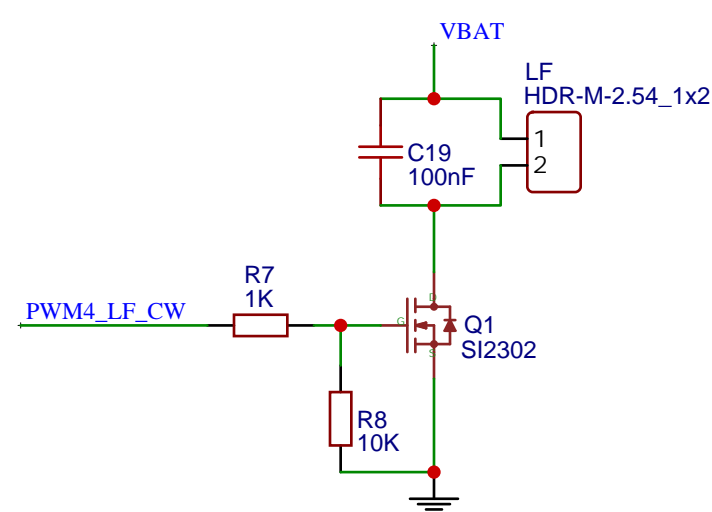 VBAT
LF
HDR-M-2.54_1x2
1
2
C19
100nF
R7
1K
PWM4_LF_CW
D
G
S
Q1
SI2302
R8
10K